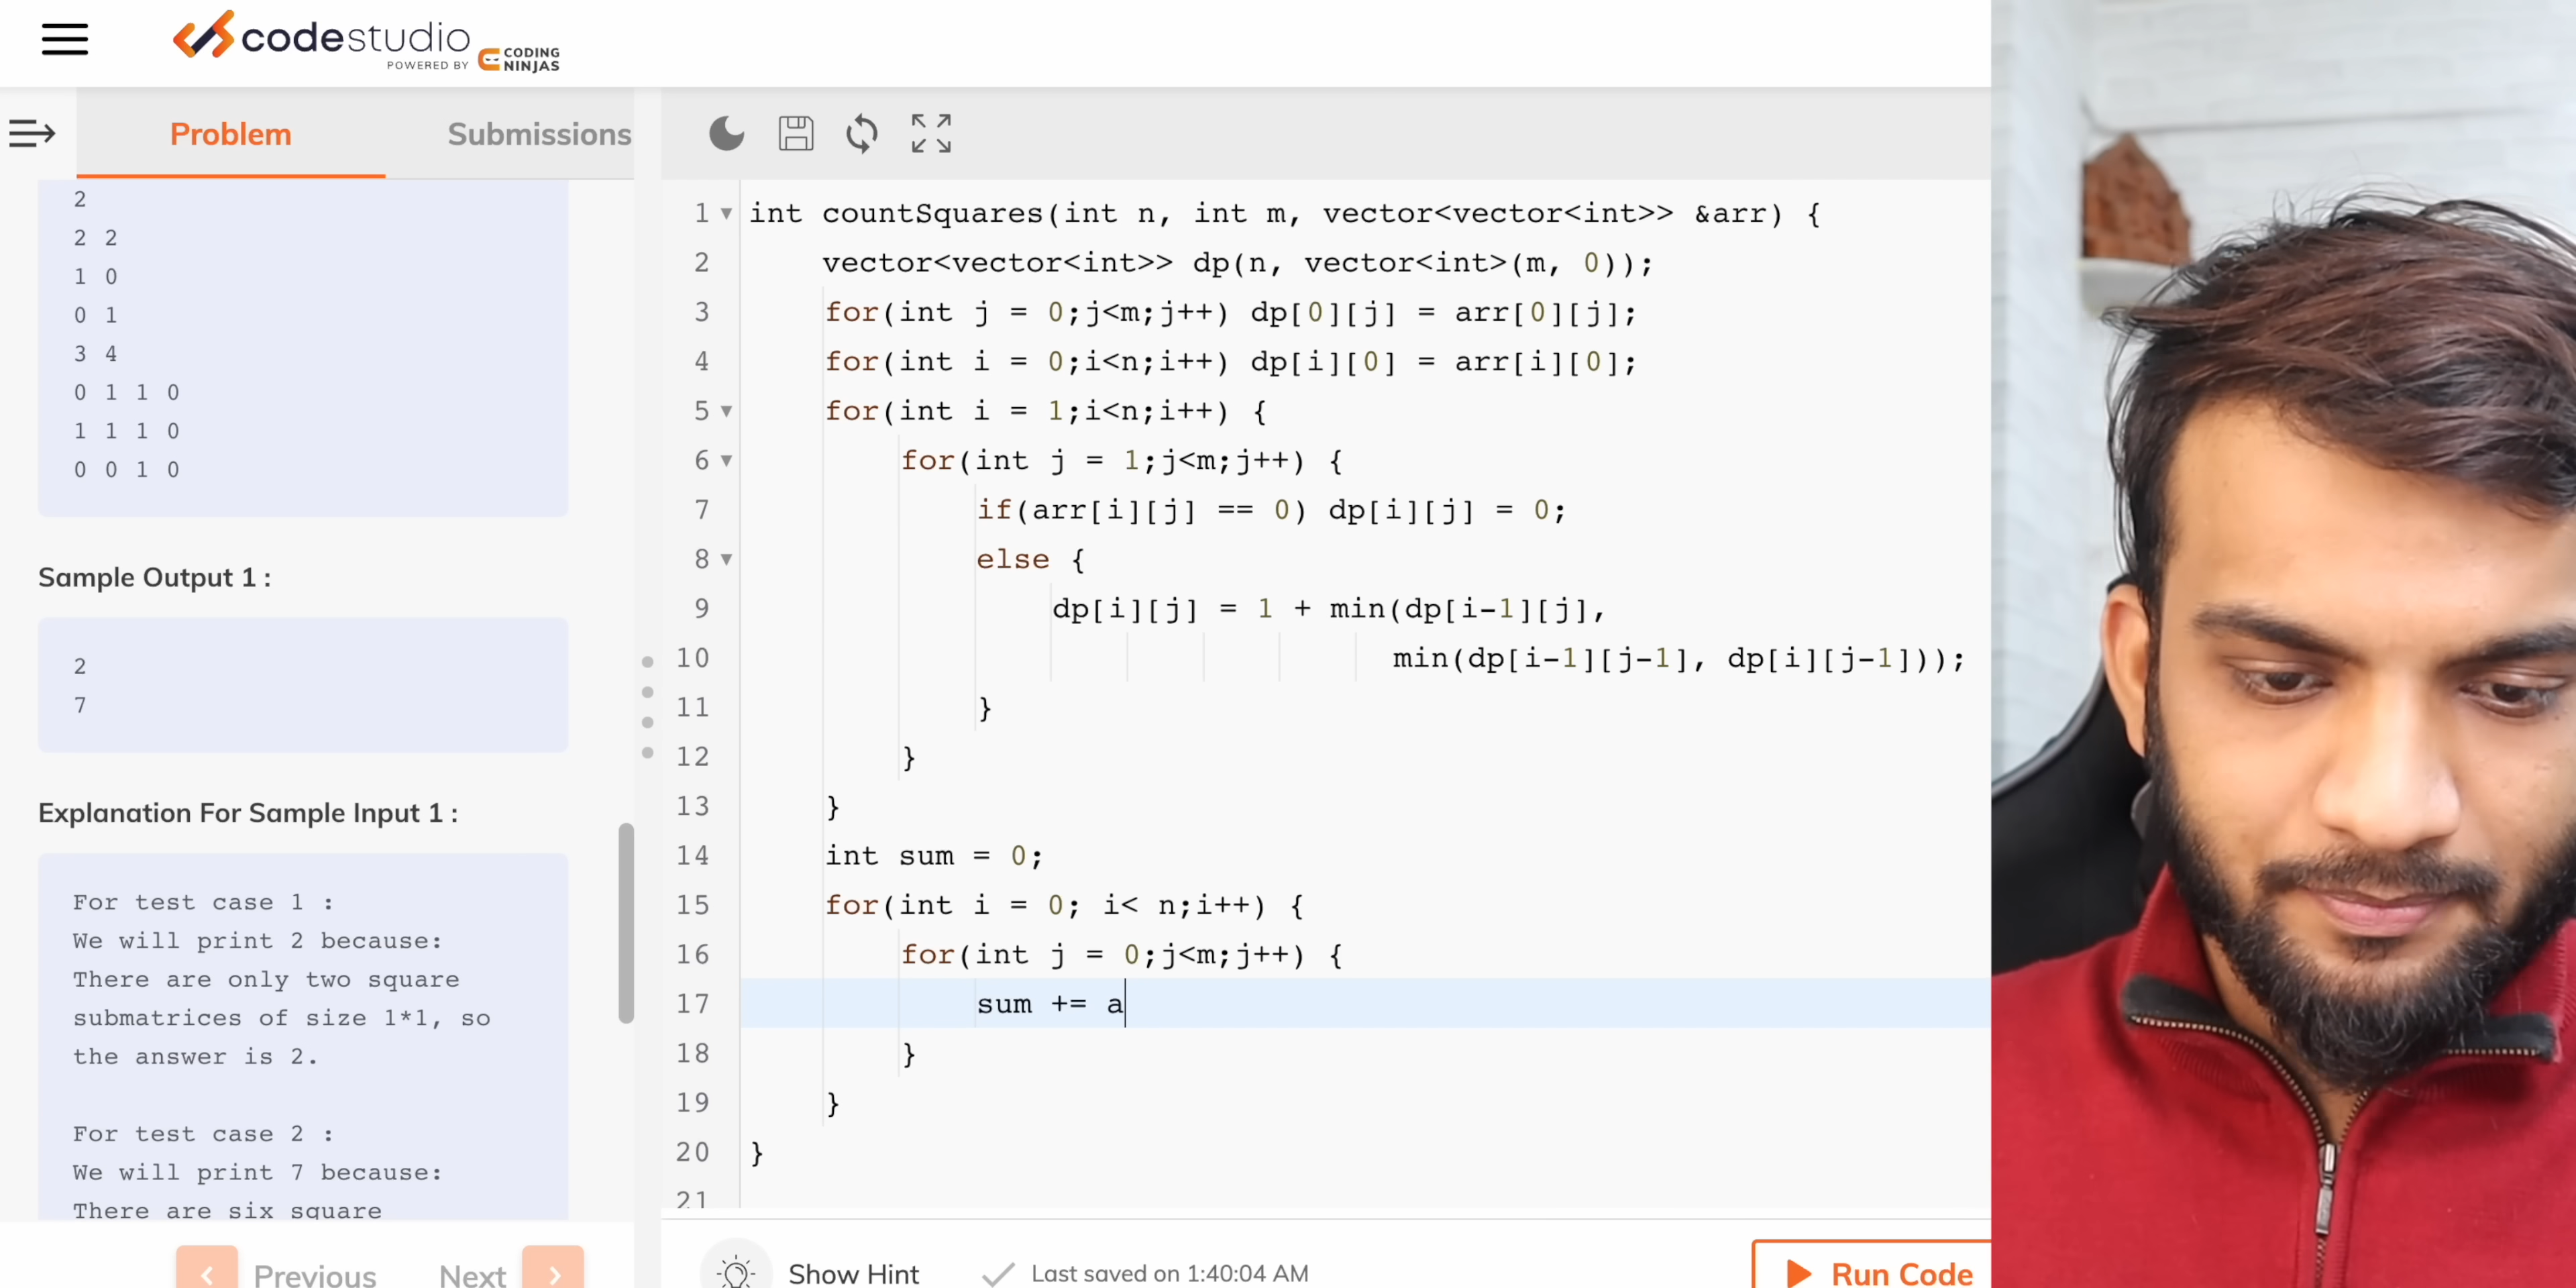 codestudio
POWERED BY CODING NINJAS
Problem Submissions
2
2 2
1 0
0 1
3 4
0 1 1 0
1 1 1 0
0 0 1 0
Sample Output 1 :
2
7
Explanation For Sample Input 1 :
For test case 1 :
We will print 2 because:
There are only two square
submatrices of size 1*1, so
the answer is 2.
For test case 2 :
We will print 7 because:
There are six square
Previous Next
1 int countSquares(int n, int m, vector<vector<int>> &arr) {
2 vector<vector<int>> dp(n, vector<int>(m, 0));
3 for(int j = 0;j<m;j++) dp[0][j] = arr[0][j];
4 for(int i = 0;i<n;i++) dp[i][0] = arr[i][0];
5 for(int i = 1;i<n;i++) {
6 for(int j = 1;j<m;j++) {
7 if(arr[i][j] == 0) dp[i][j] = 0;
8 else {
9 dp[i][j] = 1 + min(dp[i-1][j],
10 min(dp[i-1][j-1], dp[i][j-1]));
11 }
12 }
13 }
14 int sum = 0;
15 for(int i = 0; i< n;i++) {
16 for(int j = 0;j<m;j++) {
17 sum += a
18 }
19 }
20 }
21
Show Hint Last saved on 1:40:04 AM Run Code